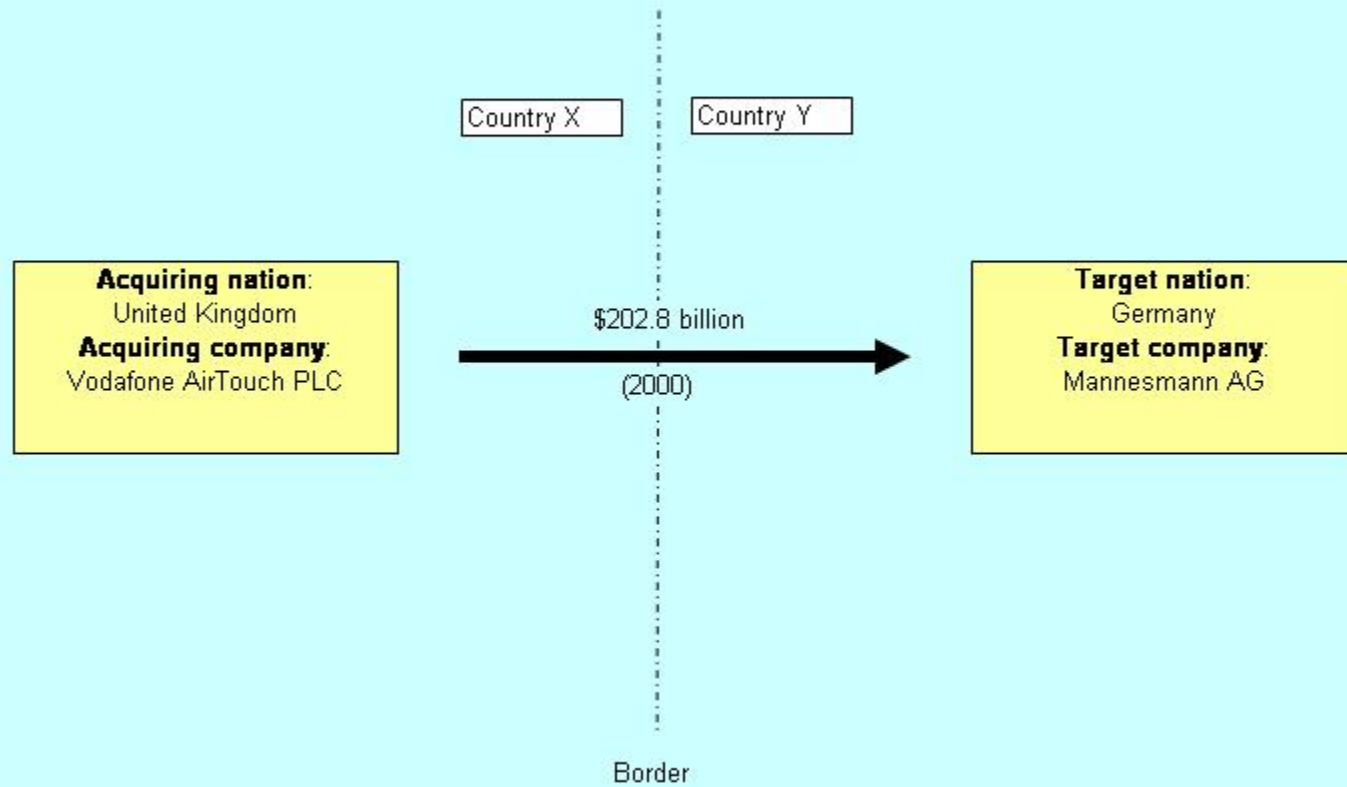 Country X
Country Y
Acquiring nation:
United Kingdom
Acquiring company:
Vodafone AirTouch PLC
$202.8 billion
(2000)
Target nation:
Germany
Target company:
Mannesmann AG
Border